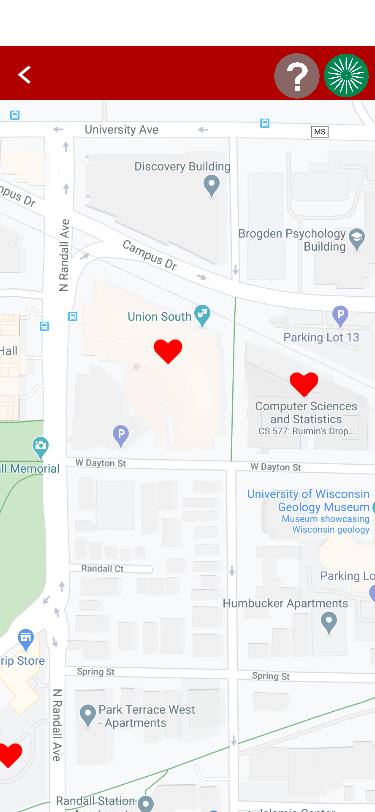 ?
University Ave
MS
Discovery Building
mpus Dr
Brogden Psychology
Building
N Randall Ave
Campus Dr
Union South
P
Parking Lot 13
Hall
Computer Sciences
and Statistics
CS 577: Ruimin's Drop...
P
all Memorial
W Dayton St
W Dayton St
University of Wisconsin
Geology Museum
Museum showcasing
Wisconsin geology
Randall Ct
Parking Lo
Humbucker Apartments
rip Store
Spring St
Spring St
N Randall Ave
Park Terrace West
- Apartments
Randall Station
Apartments